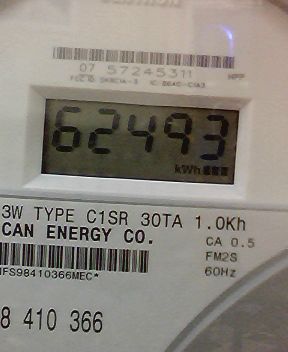 07 57245311
62493
kWh
3W TYPE C1SR 30TA 1.0Kh
CAN ENERGY CO.
CA 0.5
FM2S
60Hz
8 410 366